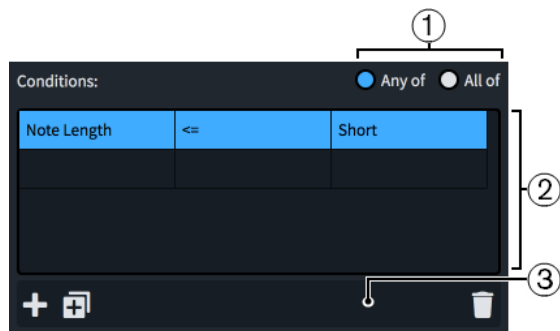 1
Conditions: Any of All of
Note Length <= Short
2
3